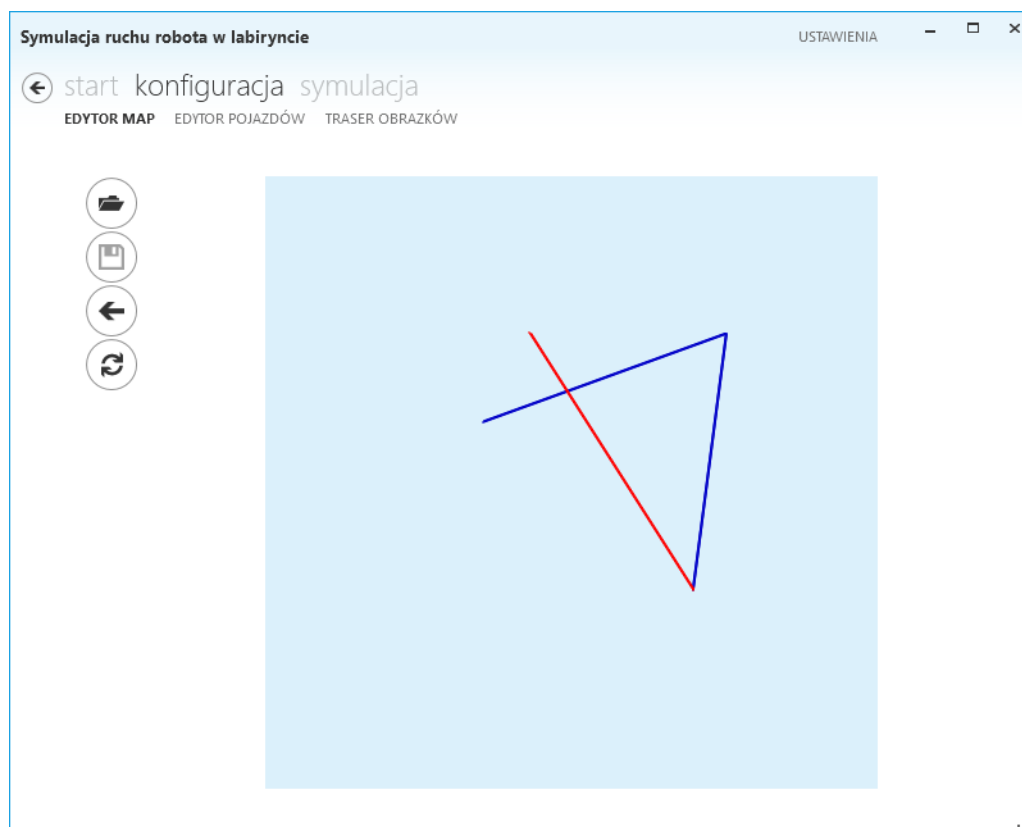 Symulacja ruchu robota w labiryncie
USTAWIENIA
start konfiguracja symulacja
EDYTOR MAP EDYTOR POJAZDÓW TRASER OBRAZKÓW